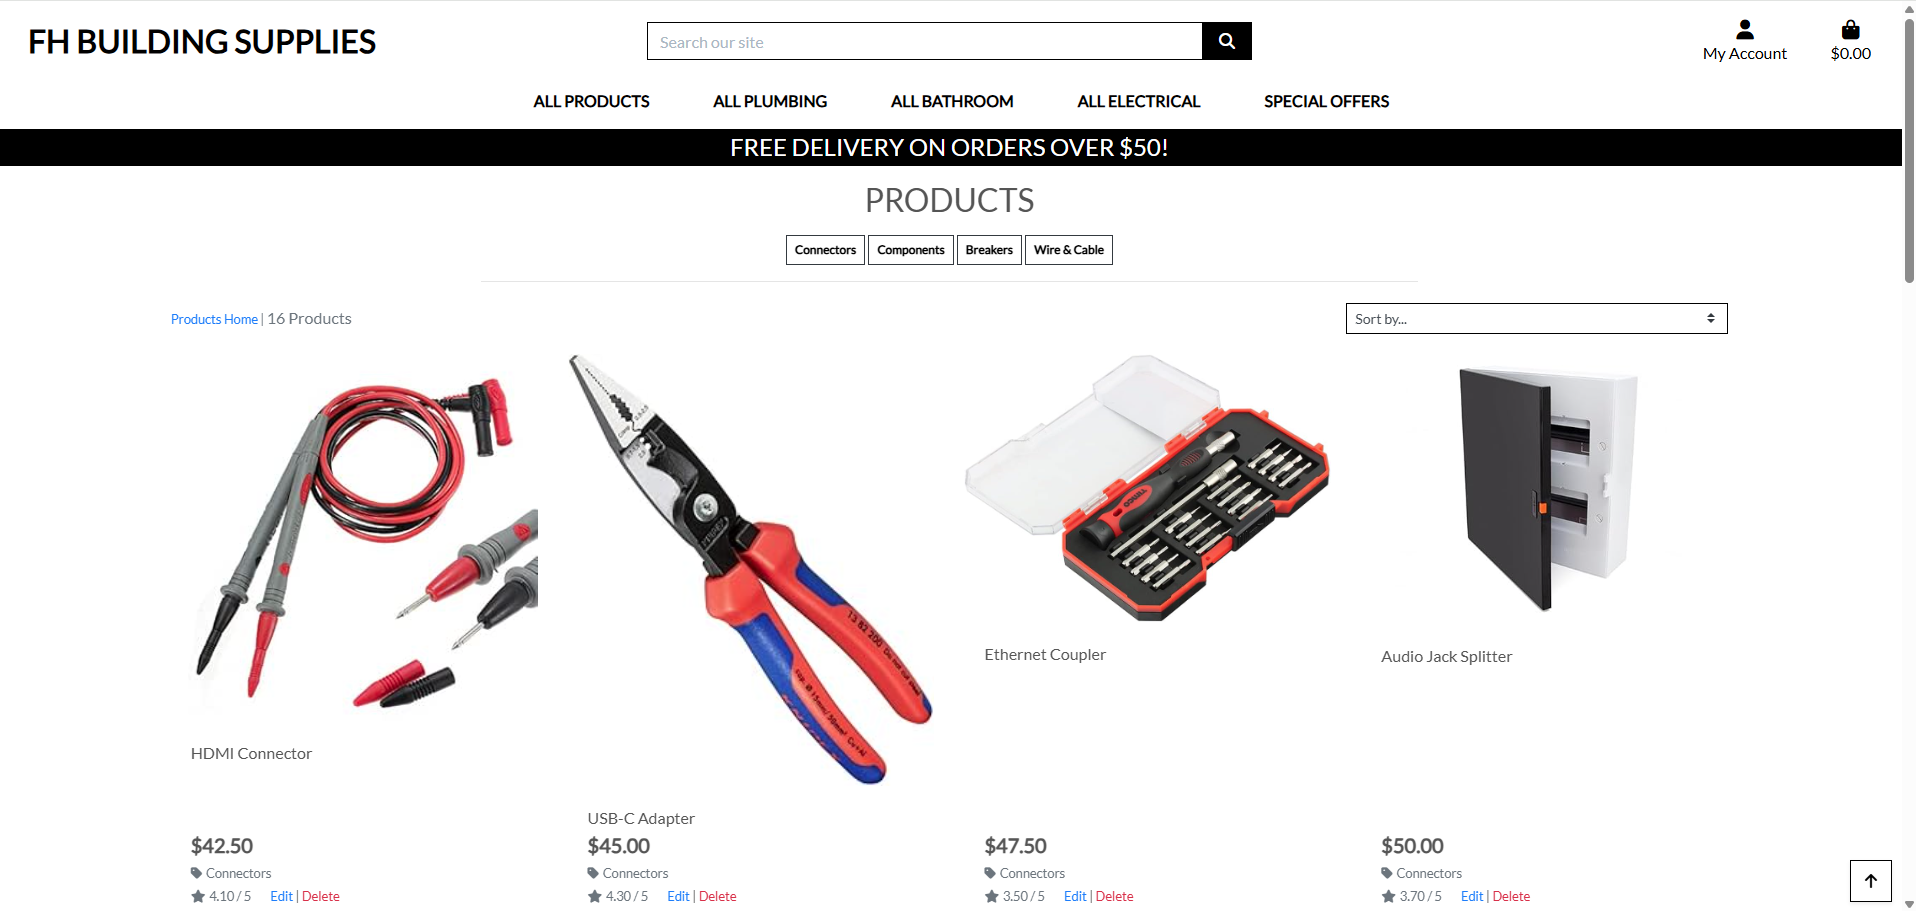 FH BUILDING SUPPLIES
Search our site
My Account
$0.00
ALL PRODUCTS
ALL PLUMBING
ALL BATHROOM
ALL ELECTRICAL
SPECIAL OFFERS
FREE DELIVERY ON ORDERS OVER $50!
PRODUCTS
Connectors
Components
Breakers
Wire & Cable
Products Home | 16 Products
Sort by...
HDMI Connector
$42.50
Connectors
4.10 / 5
Edit | Delete
13 82 200
USB-C Adapter
$45.00
Connectors
4.30 / 5
Edit | Delete
Ethernet Coupler
$47.50
Connectors
3.50 / 5
Edit | Delete
Audio Jack Splitter
$50.00
Connectors
3.70 / 5
Edit | Delete